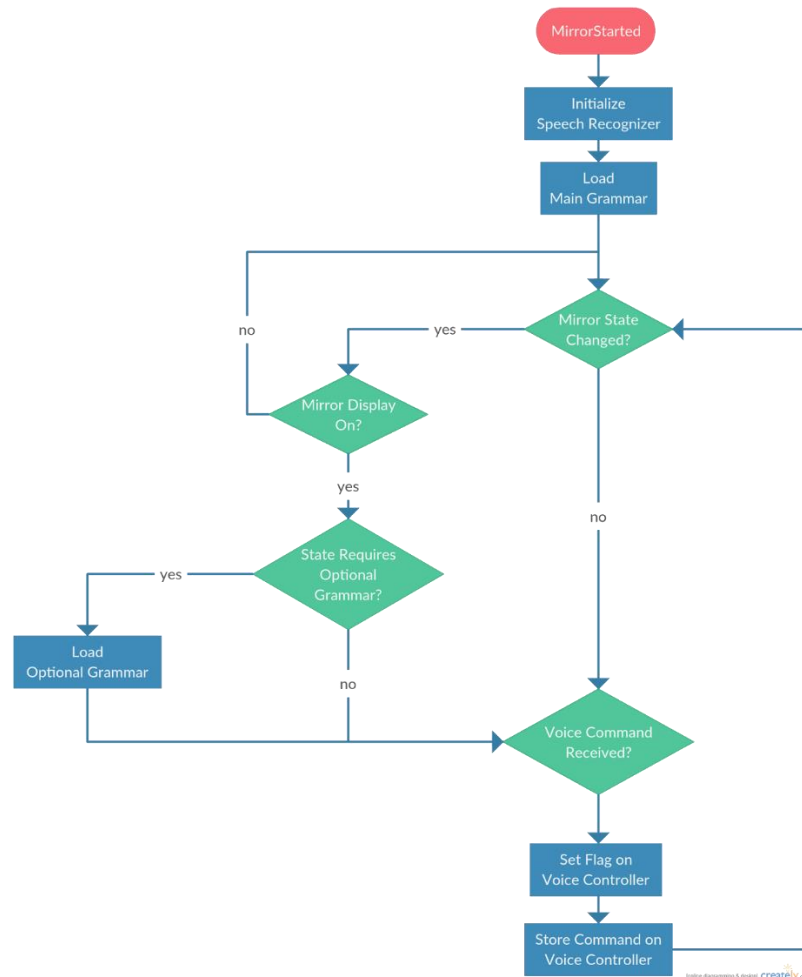 MirrorStarted
Initialize
Speech Recognizer
Load
Main Grammar
Mirror State
Changed?
yes
no
Mirror Display
On?
yes
no
State Requires
Optional
Grammar?
yes
Load
Optional Grammar
no
Voice Command
Received?
Set Flag on
Voice Controller
Store Command on
Voice Controller
creately